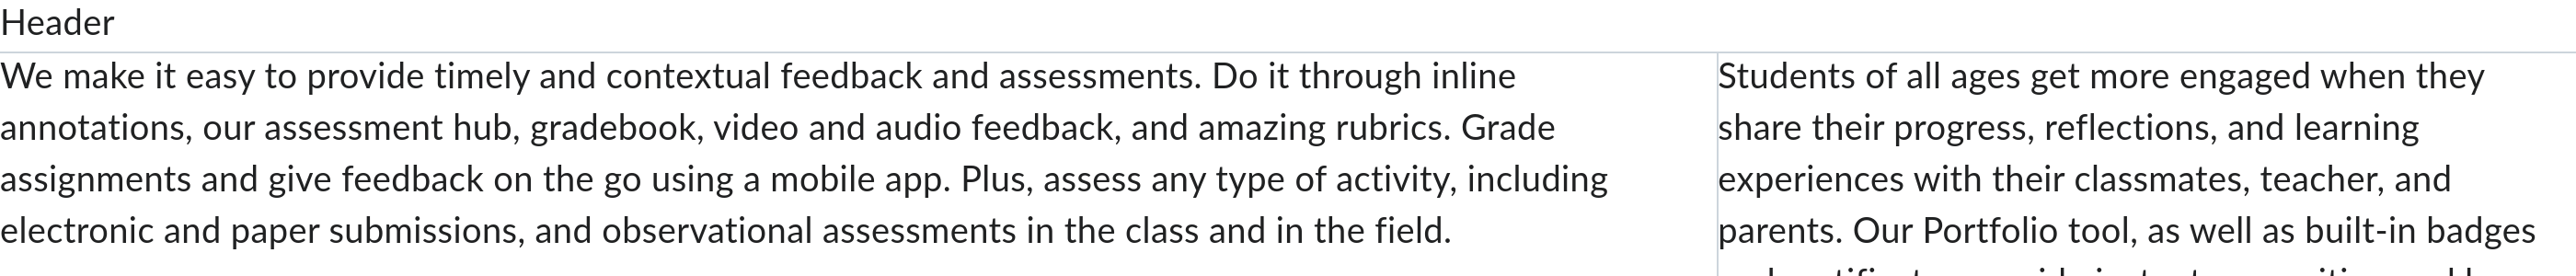 Header
We make it easy to provide timely and contextual feedback and assessments. Do it through inline
annotations, our assessment hub, gradebook, video and audio feedback, and amazing rubrics. Grade
assignments and give feedback on the go using a mobile app. Plus, assess any type of activity, including
electronic and paper submissions, and observational assessments in the class and in the field.
Students of all ages get more engaged when they
share their progress, reflections, and learning
experiences with their classmates, teacher, and
parents. Our Portfolio tool, as well as built-in badges